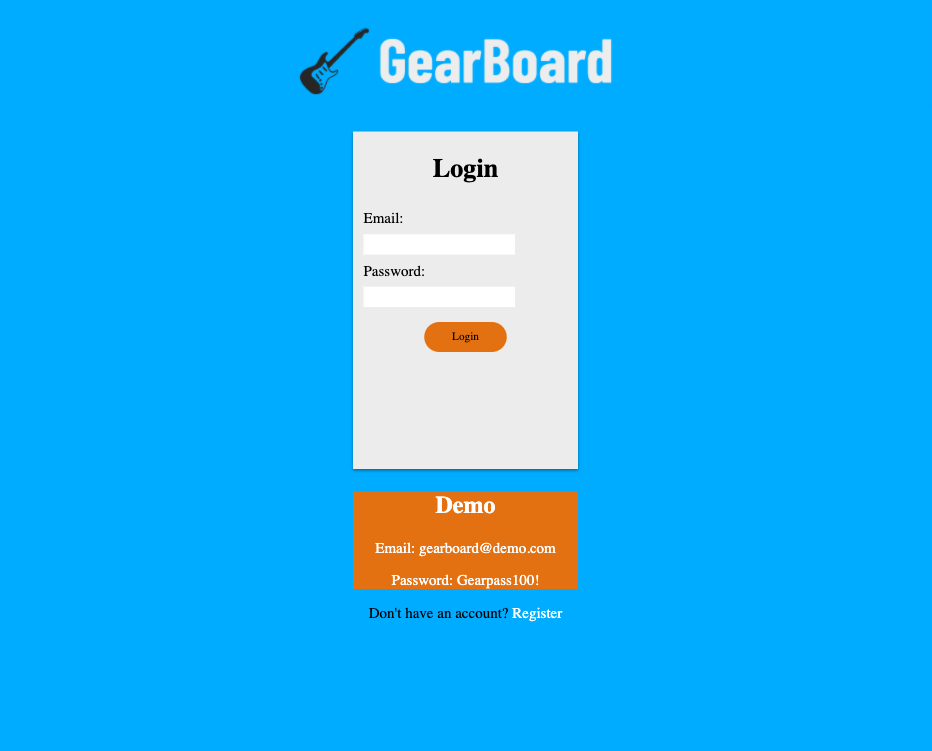 GearBoard
Login
Email:
Password:
Login
Demo
Email: gearboard@demo.com
Password: Gearpass100!
Don't have an account? Register